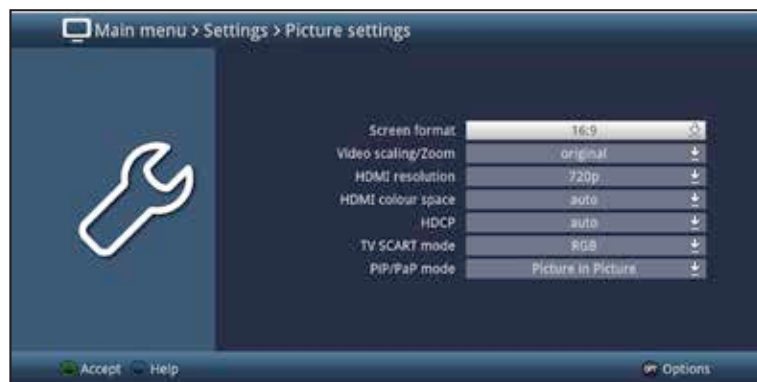 Main menu > Settings > Picture settings
Screen format 16:9
Video scaling/Zoom original
HDMI resolution 720p
HDMI colour space auto
HDCP auto
TV SCART mode RGB
PiP/PaP mode Picture in Picture
Accept Help OPT Options